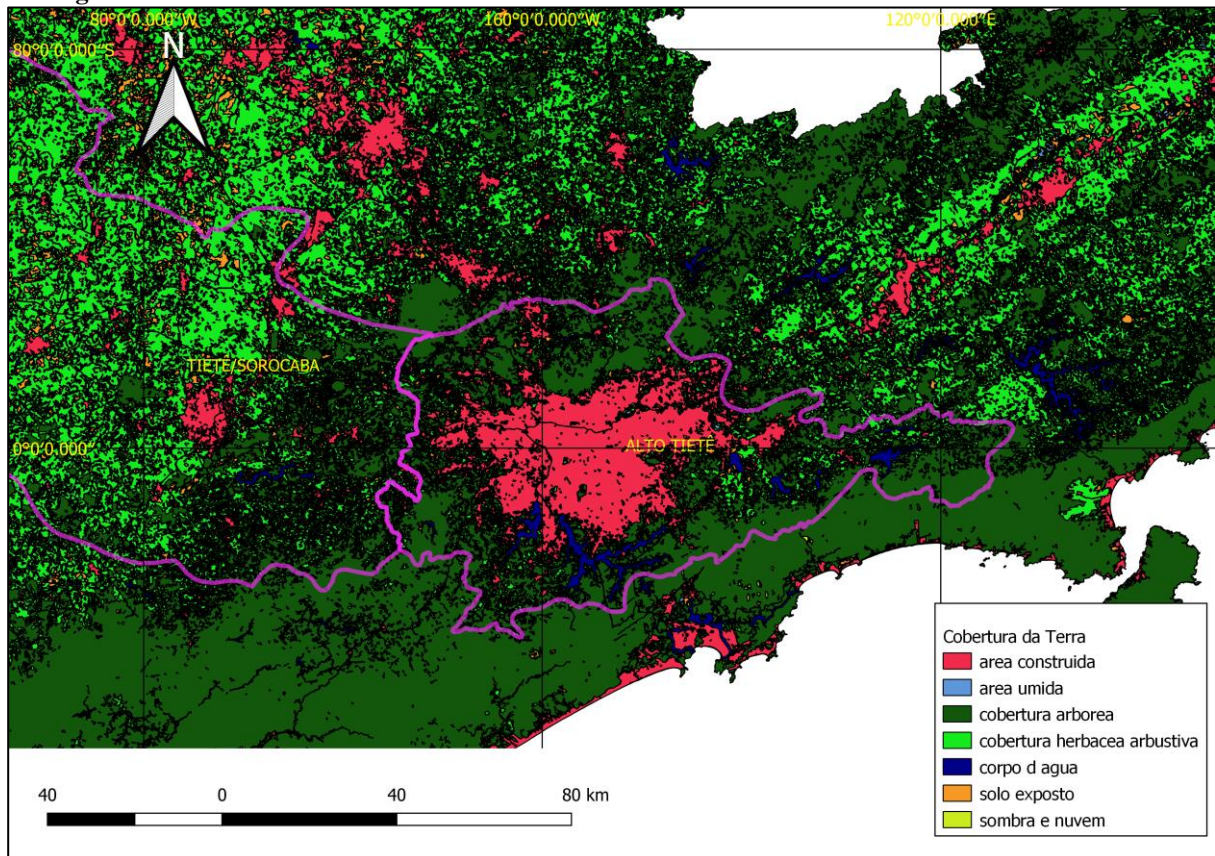 80°0'0.000"W
160°0'0.000"W
120°0'0.000"E
80°0'0.000"S
N
TIETÊ/SOROCABA
ALTO TIETÊ
0°0'0.000"
Cobertura da Terra
area construida
area umida
cobertura arborea
cobertura herbacea arbustiva
corpo d agua
solo exposto
sombra e nuvem
40 0 40 80 km